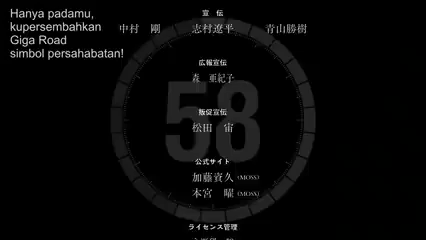 Hanya padamu,
kupersembahkan
Giga Road
simbol persahabatan!
宣 伝
中村 剛 志村遼平 青山勝樹
広報宣伝
森 亜紀子
58
販促宣伝
松田 宙
公式サイト
加藤資久 (MOSS)
本宮 曜 (MOSS)
ライセンス管理